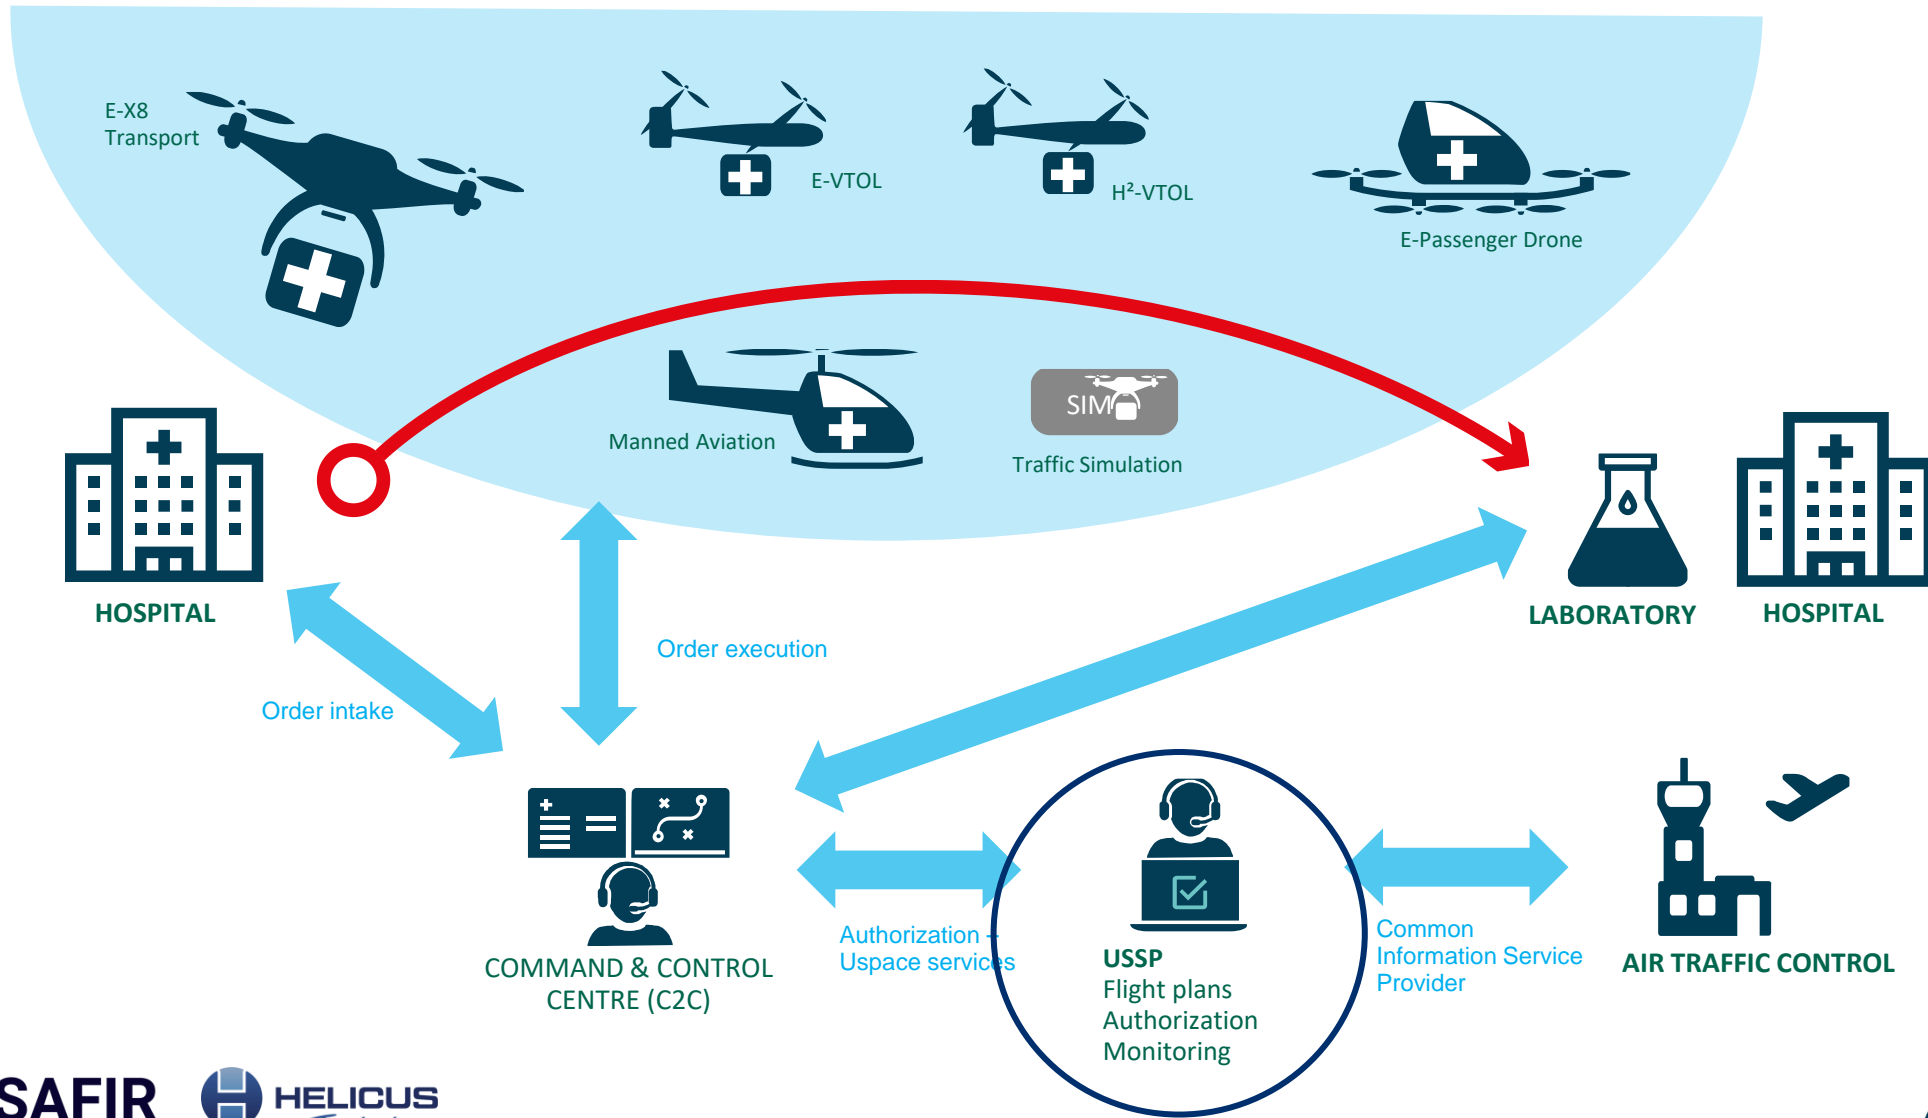 E-X8
Transport
E-VTOL
H²-VTOL
E-Passenger Drone
Manned Aviation
SIM
Traffic Simulation
HOSPITAL
LABORATORY
HOSPITAL
Order execution
Order intake
COMMAND & CONTROL
CENTRE (C2C)
Authorization –
Uspace services
USSP
Flight plans
Authorization
Monitoring
Common
Information Service
Provider
AIR TRAFFIC CONTROL
SAFIR
HELICUS